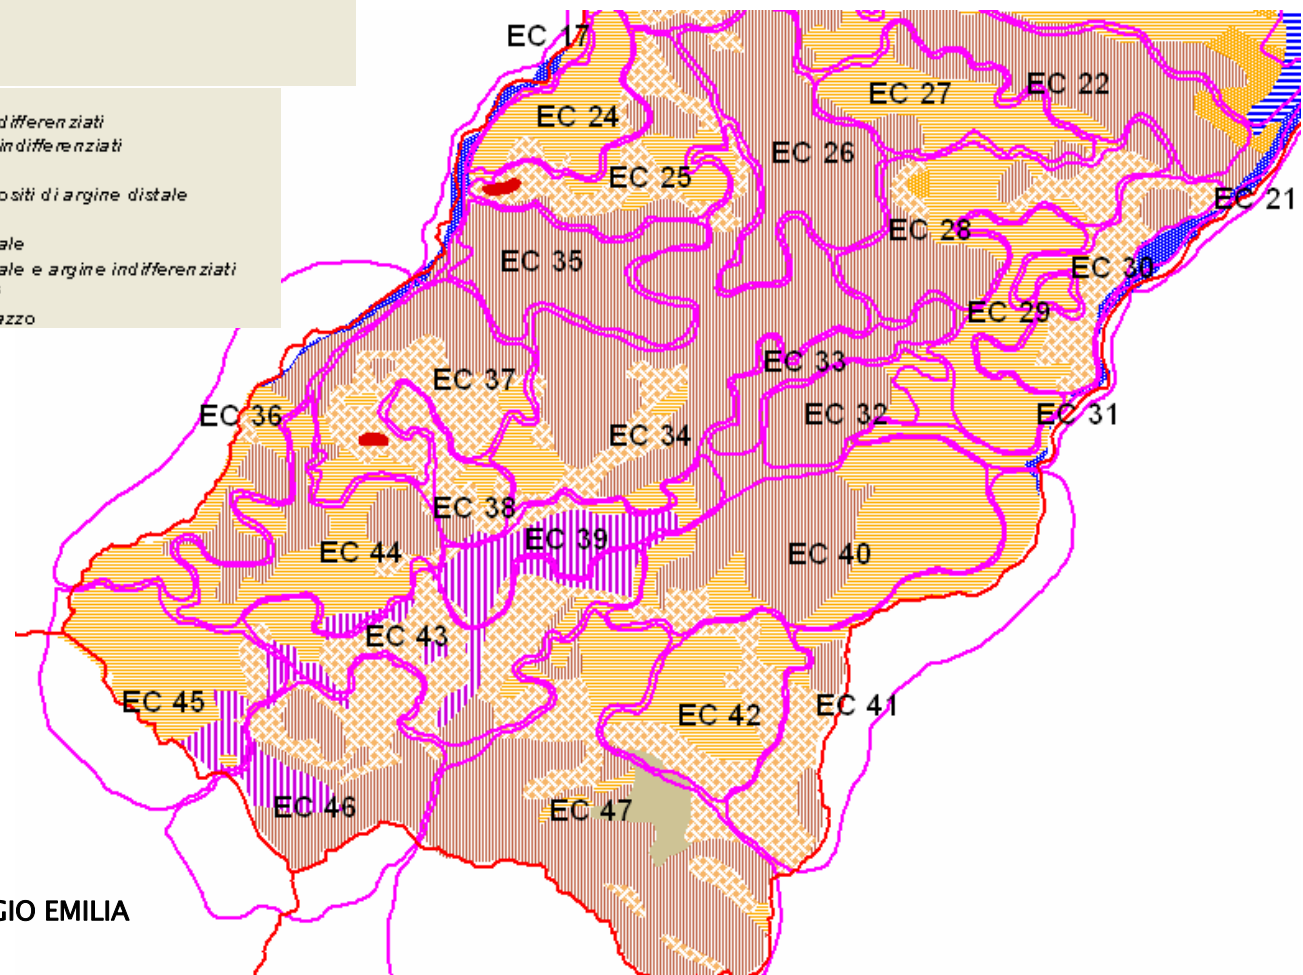 EC 17
EC 22
EC 27
EC 24
differenziati
indifferenziati
EC 26
EC 25
ositi di argine distale
EC 21
EC 28
ale
EC 35
ale e argine indifferenziati
EC 30
EC 29
azzo
EC 33
EC 37
EC 36
EC 32
EC 31
EC 34
EC 38
EC 39
EC 44
EC 40
EC 43
EC 45
EC 41
EC 42
EC 46
EC 47
GIO EMILIA